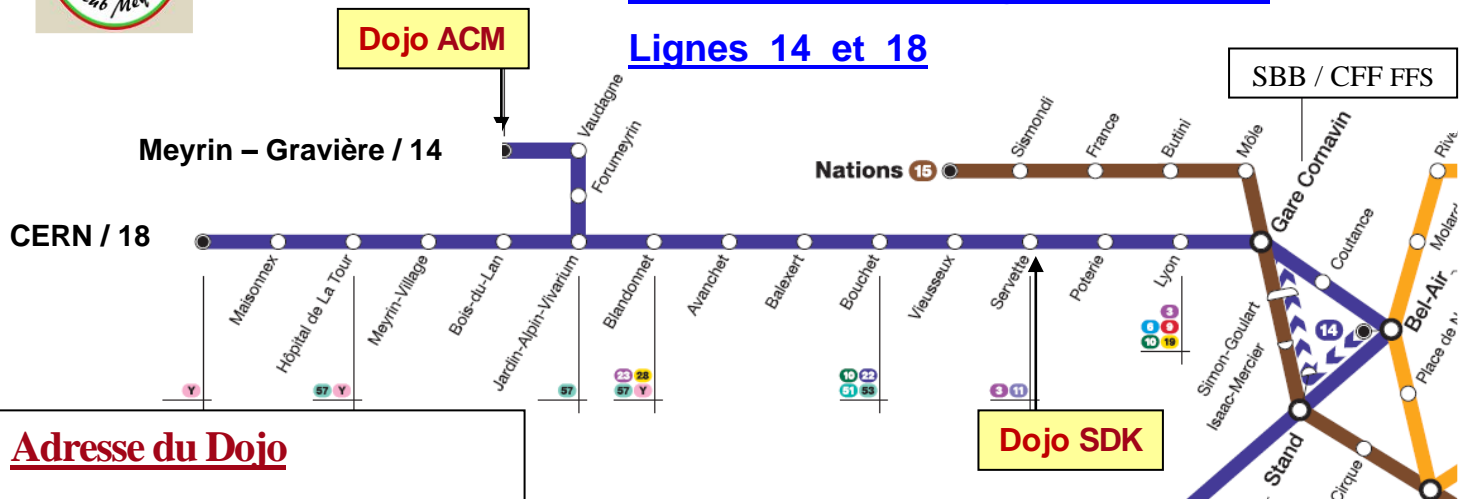 Lignes 14 et 18
Dojo ACM
SBB / CFF FFS
Meyrin – Gravière / 14
Vaudagne
Forumeyrin
Nations 15
Sismondi
France
Butini
Môle
Gare Cornavin
CERN / 18
Maisonnex
Hôpital de La Tour
Meyrin-Village
Bois-du-Lan
Jardin-Alpin-Vivarium
Blandonnet
Avanchet
Balexert
Bouchet
Vieusseux
Servette
Poterie
Lyon
Coutance
Molard
Bel-Air
Place de
14
Simon-Goulart
Isaac-Mercier
Stand
Cirque
Y
57 Y
57
23 28
57 Y
10 22
51 53
3 11
3
6 9
10 19
Dojo SDK
Adresse du Dojo